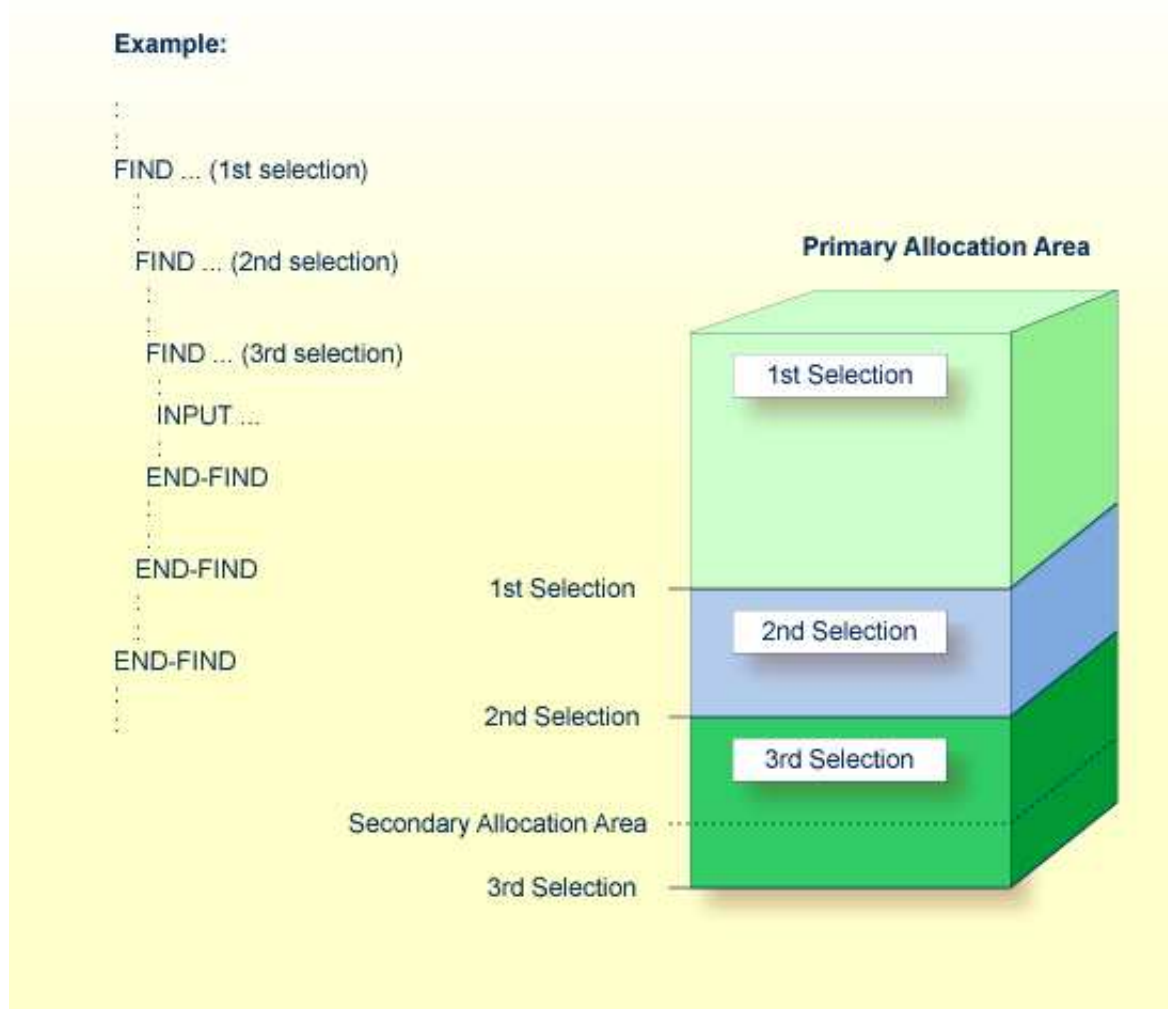 Example:
FIND ... (1st selection)
FIND ... (2nd selection)
FIND ... (3rd selection)
INPUT ...
END-FIND
END-FIND
END-FIND
Primary Allocation Area
1st Selection
1st Selection
2nd Selection
2nd Selection
3rd Selection
Secondary Allocation Area
3rd Selection